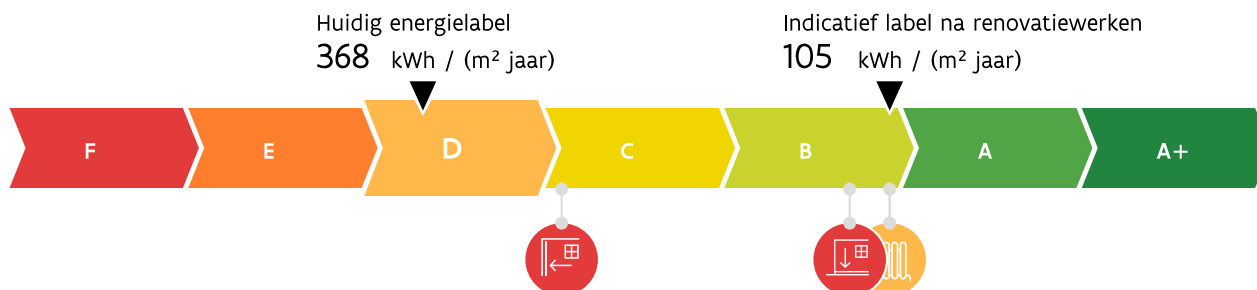 Huidig energielabel
368 kWh / (m² jaar)
Indicatief label na renovatiewerken
105 kWh / (m² jaar)
F E D C B A A+